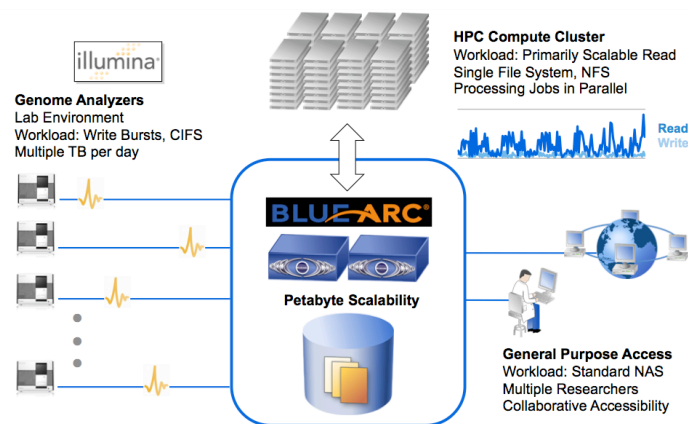 illumina®
Genome Analyzers
Lab Environment
Workload: Write Bursts, CIFS
Multiple TB per day
HPC Compute Cluster
Workload: Primarily Scalable Read
Single File System, NFS
Processing Jobs in Parallel
Read
Write
BLUEARC®
Petabyte Scalability
General Purpose Access
Workload: Standard NAS
Multiple Researchers
Collaborative Accessibility